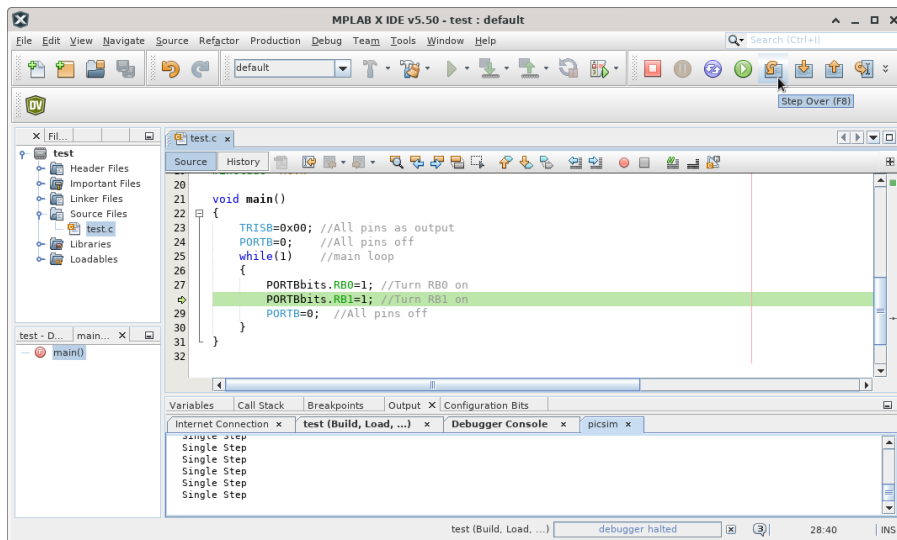 MPLAB X IDE v5.50 - test : default
File Edit View Navigate Source Refactor Production Debug Team Tools Window Help
Search (Ctrl+I)
default
Step Over (F8)
DV
Fil...
test.c
test
Header Files
Important Files
Linker Files
Source Files
test.c
Libraries
Loadables
Source History
20
21 void main()
22 {
23 TRISB=0x00; //All pins as output
24 PORTB=0; //All pins off
25 while(1) //main loop
26 {
27 PORTBbits.RB0=1; //Turn RB0 on
PORTBbits.RB1=1; //Turn RB1 on
29 PORTB=0; //All pins off
30 }
31 }
32
test - D... main...
main()
Variables Call Stack Breakpoints Output Configuration Bits
Internet Connection test (Build, Load, ...) Debugger Console picsim
Single Step
Single Step
Single Step
Single Step
Single Step
Single Step
test (Build, Load, ...) debugger halted 3 28:40 INS